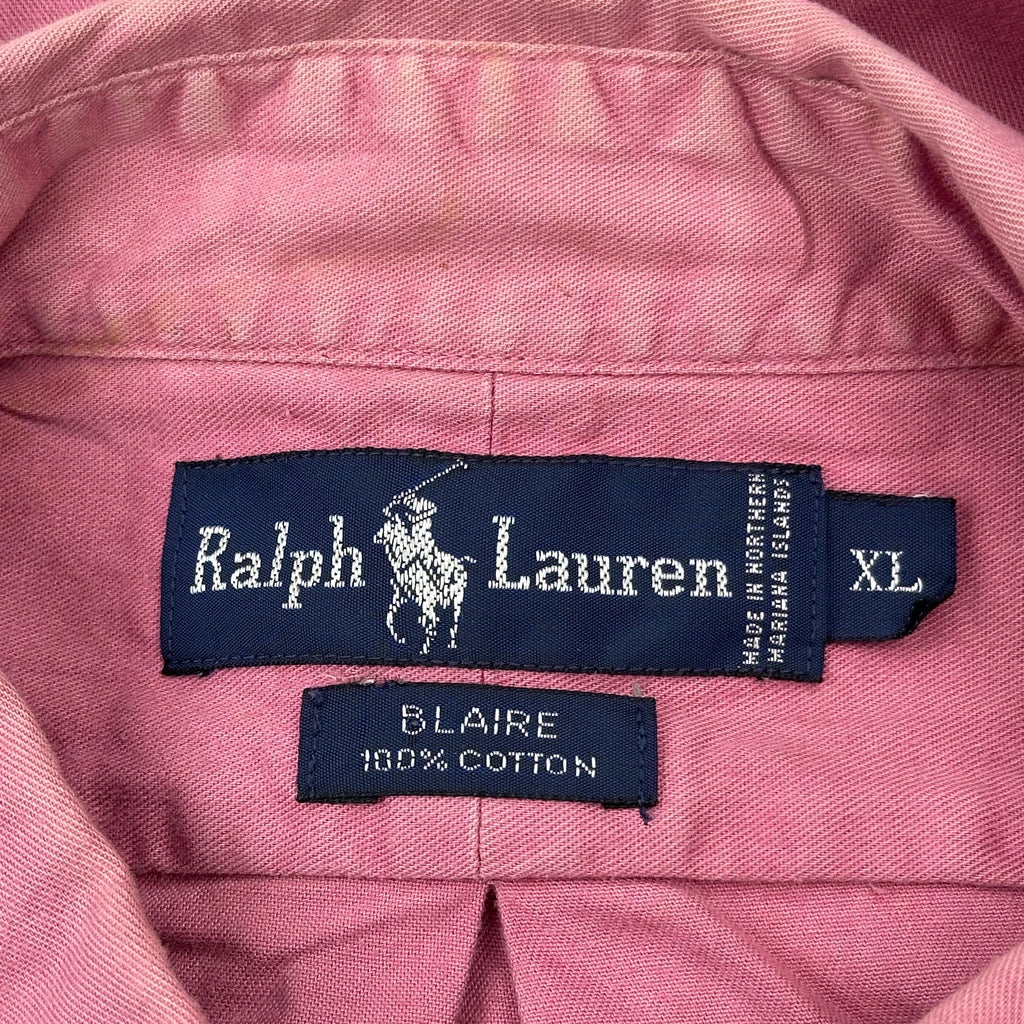 Ralph Lauren
MADE IN NORTHERN
MARIANA ISLANDS
XL
BLAIRE
100% COTTON